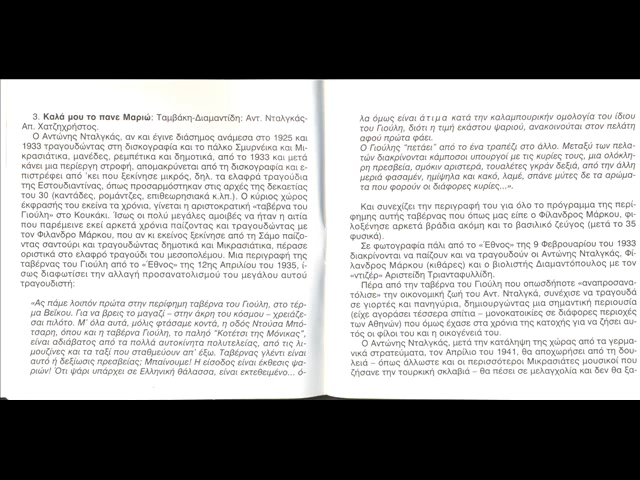 3. Καλά μου το πανε Μαριώ: Ταμβάκη-Διαμαντίδη: Αντ. Νταλγκάς-
Απ. Χατζηχρήστος.
Ο Αντώνης Νταλγκάς, αν και έγινε διάσημος ανάμεσα στο 1925 και
1933 τραγουδώντας στη δισκογραφία και το πάλκο Σμυρνέικα και Μι-
κρασιάτικα, μανέδες, ρεμπέτικα και δημοτικά, από το 1933 και μετά
κάνει μια περίεργη στροφή, απομακρύνεται από τη δισκογραφία και ε-
πιστρέφει από 'κει που ξεκίνησε μικρός, δηλ. τα ελαφρά τραγούδια
της Εστουδιαντίνας, όπως προσαρμόστηκαν στις αρχές της δεκαετίας
του 30 (καντάδες, ρομάντζες, επιθεωρησιακά κ.λπ.). Ο κύριος χώρος
έκφρασής του εκείνα τα χρόνια, γίνεται η αριστοκρατική «ταβέρνα του
Γιούλη» στο Κουκάκι. Ίσως οι πολύ μεγάλες αμοιβές να ήταν η αιτία
που παρέμεινε εκεί αρκετά χρόνια παίζοντας και τραγουδώντας με
τον Φίλανδρο Μάρκου, που αν κι εκείνος ξεκίνησε από τη Σάμο παίζο-
ντας σαντούρι και τραγουδώντας δημοτικά και Μικρασιάτικα, πέρασε
οριστικά στο ελαφρό τραγούδι του μεσοπολέμου. Μια περιγραφή της
ταβέρνας του Γιούλη από το «Έθνος» της 12ης Απριλίου του 1935, ί-
σως διαφωτίσει την αλλαγή προσανατολισμού του μεγάλου αυτού
τραγουδιστή:
«Ας πάμε λοιπόν πρώτα στην περίφημη ταβέρνα του Γιούλη, στο τέρ-
μα Βεΐκου. Για να βρεις το μαγαζί – στην άκρη του κόσμου – χρειάζε-
σαι πιλότο. Μ' όλα αυτά, μόλις φτάσαμε κοντά, η οδός Ντούσα Μπό-
τσαρη, όπου και η ταβέρνα Γιούλη, το παληό "Κοτέτσι της Μόνικας",
είναι αδιάβατος από τα πολλά αυτοκίνητα πολυτελείας, από τις λι-
μουζίνες και τα ταξί που σταθμεύουν απ' έξω. Ταβέρνας γλέντι είναι
αυτό ή δεξίωσις πρεσβείας; Μπαίνουμε! Η είσοδος είναι έκθεσις ψα-
ριών! Ότι ψάρι υπάρχει σε Ελληνική θάλασσα, είναι εκτεθειμένο... ό-
λα όμως είναι άτιμα κατά την καλαμπουρικήν ομολογία του ίδιου
του Γιούλη, διότι η τιμή εκάστου ψαριού, ανακοινούται στον πελάτη
αφού πρώτα φάει.
Ο Γιούλης "πετάει" από το ένα τραπέζι στο άλλο. Μεταξύ των πελα-
τών διακρίνονται κάμποσοι υπουργοί με τις κυρίες τους, μια ολόκλη-
ρη πρεσβεία, σμόκιν αριστερά, τουαλέτες γκράν δεξιά, από την άλλη
μεριά φασαμέν, ημίψηλα και κακό, λαμέ, σπάνε μύτες δε τα αρώμα-
τα που φορούν οι διάφορες κυρίες...».
Και συνεχίζει την περιγραφή του για όλο το πρόγραμμα της περί-
φημης αυτής ταβέρνας που όπως μας είπε ο Φίλανδρος Μάρκου, φι-
λοξένησε αρκετά βράδια ακόμη και το βασιλικό ζεύγος (μετά το 35
φυσικά).
Σε φωτογραφία πάλι από το «Έθνος» της 9 Φεβρουαρίου του 1933
διακρίνονται να παίζουν και να τραγουδούν οι Αντώνης Νταλγκάς, Φί-
λανδρος Μάρκου (κιθάρες) και ο βιολιστής Διαμαντόπουλος με τον
«ντιζέρ» Αριστείδη Τριανταφυλλίδη.
Πέρα από την ταβέρνα του Γιούλη που οπωσδήποτε «αναπροσανα-
τόλισε» την οικονομική ζωή του Αντ. Νταλγκά, συνέχισε να τραγουδά
σε γιορτές και πανηγύρια, δημιουργώντας μια σημαντική περιουσία
(είχε αγοράσει τέσσερα σπίτια – μονοκατοικίες σε διάφορες περιοχές
των Αθηνών) που όμως έχασε στα χρόνια της κατοχής για να ζήσει αυ-
τός οι φίλοι του και η οικογένειά του.
Ο Αντώνης Νταλγκάς, μετά την κατάληψη της χώρας από τα γερμα-
νικά στρατεύματα, τον Απρίλιο του 1941, θα αποχωρήσει από τη δου-
λειά – όπως άλλωστε και οι περισσότεροι Μικρασιάτες μουσικοί που
ζήσανε την τουρκική σκλαβιά – θα πέσει σε μελαγχολία και δεν θα ξα-